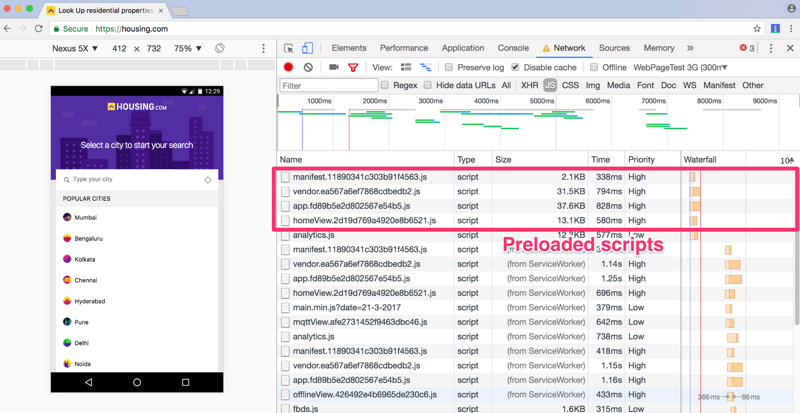 Look Up residential properties
Secure https://housing.com
Nexus 5X ▼ 412 × 732 75% ▼
Elements Performance Application Console Network Sources Memory » 3
View: Preserve log Disable cache Offline WebPageTest 3G (300m
Filter Regex Hide data URLs All XHR JS CSS Img Media Font Doc WS Manifest Other
1000ms 2000ms 3000ms 4000ms 5000ms 6000ms 7000ms 8000ms 9000ms
12:29
HOUSING.COM
Select a city to start your search
Type your city
POPULAR CITIES
Mumbai
Bengaluru
Kolkata
Chennai
Hyderabad
Pune
Delhi
Noida
Name Type Size Time Priority Waterfall 10
manifest.11890341c303b91f4563.js script 2.1KB 338ms High
vendor.ea567a6ef7868cdbedb2.js script 31.5KB 794ms High
app.fd89b5e2d802567e54b5.js script 37.6KB 828ms High
homeView.2d19d769a4920e8b6521.js script 13.1KB 580ms High
analytics.js script 577ms
Preloaded scripts
manifest.11890341c303b91f4563.js script
vendor.ea567a6ef7868cdbedb2.js script (from ServiceWorker) 1.14s High
app.fd89b5e2d802567e54b5.js script (from ServiceWorker) 1.25s High
homeView.2d19d769a4920e8b6521.js script (from ServiceWorker) 696ms High
main.min.js?date=21-3-2017 script (from ServiceWorker) 379ms Low
mqttView.afe2731452f9463dbc46.js script (from ServiceWorker) 642ms Low
analytics.js script (from ServiceWorker) 738ms Low
manifest.11890341c303b91f4563.js script (from ServiceWorker) 418ms High
vendor.ea567a6ef7868cdbedb2.js script (from ServiceWorker) 1.15s High
app.fd89b5e2d802567e54b5.js script (from ServiceWorker) 1.16s High
offlineView.426492e4b6965de230c6.js script (from ServiceWorker) 433ms High 366 ms 66 ms
fbds.js script 1.6KB 315ms Low